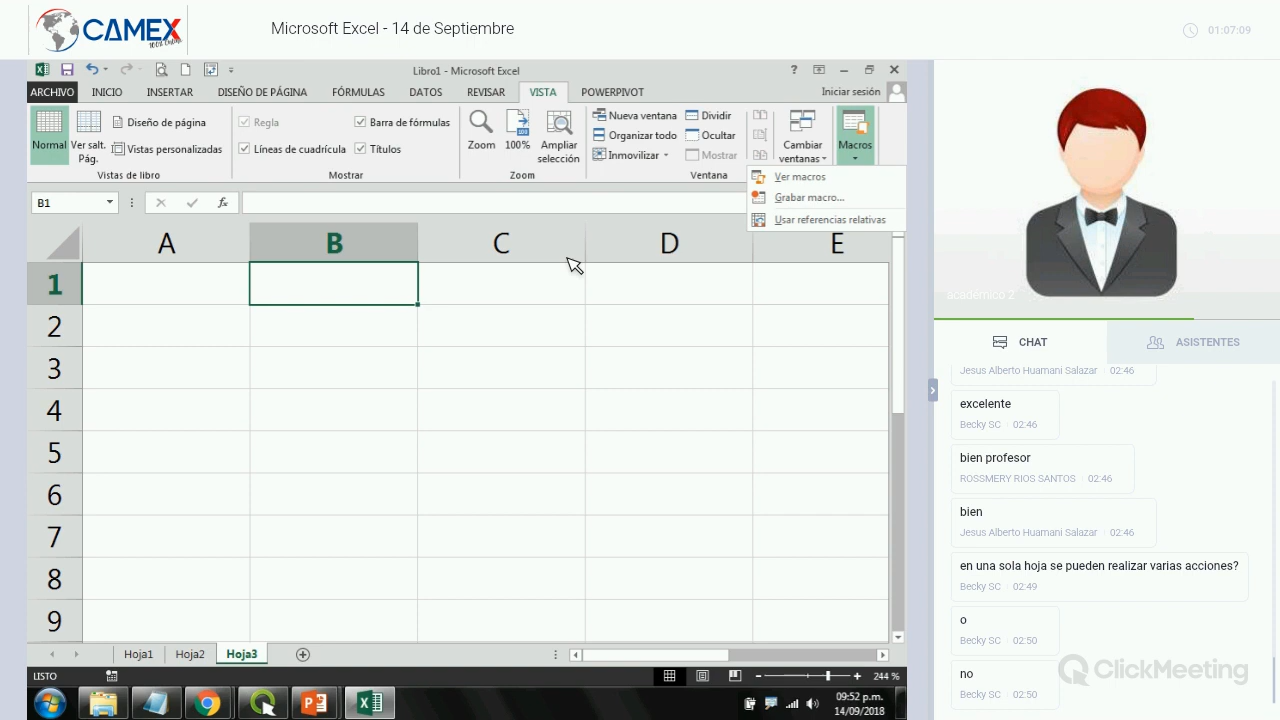 CAMEX
100% Online
Microsoft Excel - 14 de Septiembre
01:07:09
Libro1 - Microsoft Excel
?
ARCHIVO INICIO INSERTAR DISEÑO DE PÁGINA FÓRMULAS DATOS REVISAR VISTA POWERPIVOT Iniciar sesión
Normal
Ver salt. Pág.
Diseño de página
Vistas personalizadas
Vistas de libro
Regla
Barra de fórmulas
Líneas de cuadrícula
Títulos
Mostrar
Zoom
100%
Ampliar selección
Zoom
Nueva ventana
Organizar todo
Inmovilizar
Dividir
Ocultar
Mostrar
Ventana
Cambiar ventanas
Macros
Ver macros
Grabar macro...
Usar referencias relativas
B1
fx
A B C D E
1
2
3
4
5
6
7
8
9
Hoja1 Hoja2 Hoja3
LISTO
244 %
09:52 p.m.
14/09/2018
académico 2
CHAT
ASISTENTES
Jesus Alberto Huamani Salazar 02:46
excelente
Becky SC 02:46
bien profesor
ROSSMERY RIOS SANTOS 02:46
bien
Jesus Alberto Huamani Salazar 02:46
en una sola hoja se pueden realizar varias acciones?
Becky SC 02:49
o
Becky SC 02:50
no
Becky SC 02:50
ClickMeeting